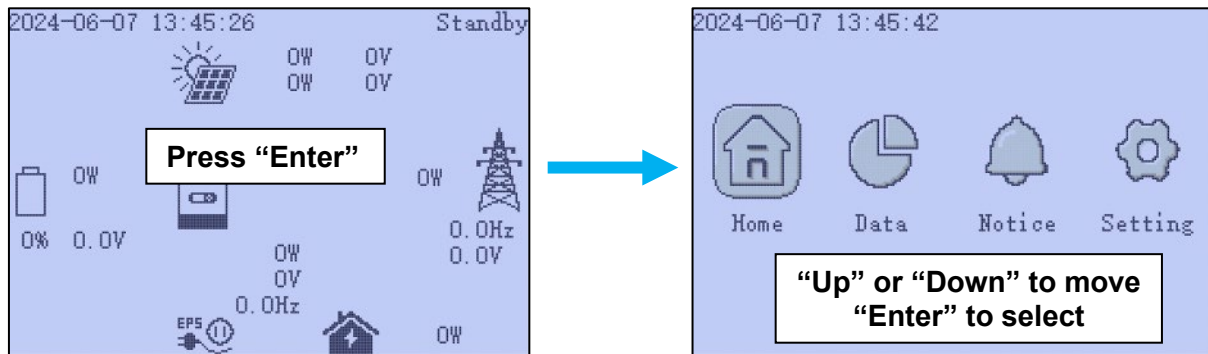 2024-06-07 13:45:26 Standby
0W 0V
0W 0V
Press “Enter”
0W
0W
0% 0.0V
0.0Hz
0.0V
0W
0V
0.0Hz
EPS
0W
2024-06-07 13:45:42
Home Data Notice Setting
“Up” or “Down” to move
“Enter” to select